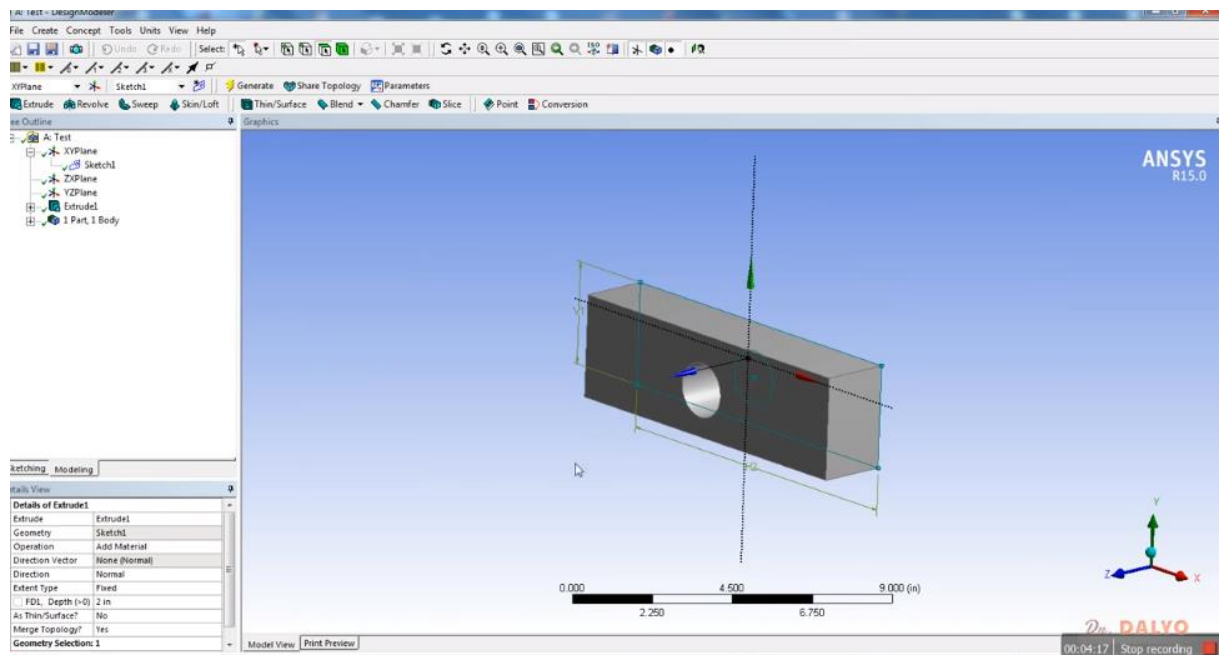 A: Test - DesignModeler
File Create Concept Tools Units View Help
Undo Redo Select:
XYPlane Sketch1 Generate Share Topology Parameters
Extrude Revolve Sweep Skin/Loft Thin/Surface Blend Chamfer Slice Point Conversion
ree Outline Graphics
A: Test
XYPlane
Sketch1
ZXPlane
YZPlane
Extrude1
1 Part, 1 Body
ANSYS
R15.0
V1
H2
Y
Z X
0.000 4.500 9.000 (in)
2.250 6.750
ketching Modeling
etails View
Details of Extrude1
Extrude Extrude1
Geometry Sketch1
Operation Add Material
Direction Vector None (Normal)
Direction Normal
Extent Type Fixed
FD1, Depth (>0) 2 in
As Thin/Surface? No
Merge Topology? Yes
Geometry Selection: 1
Model View Print Preview
Dr. DALYO
00:04:17 Stop recording